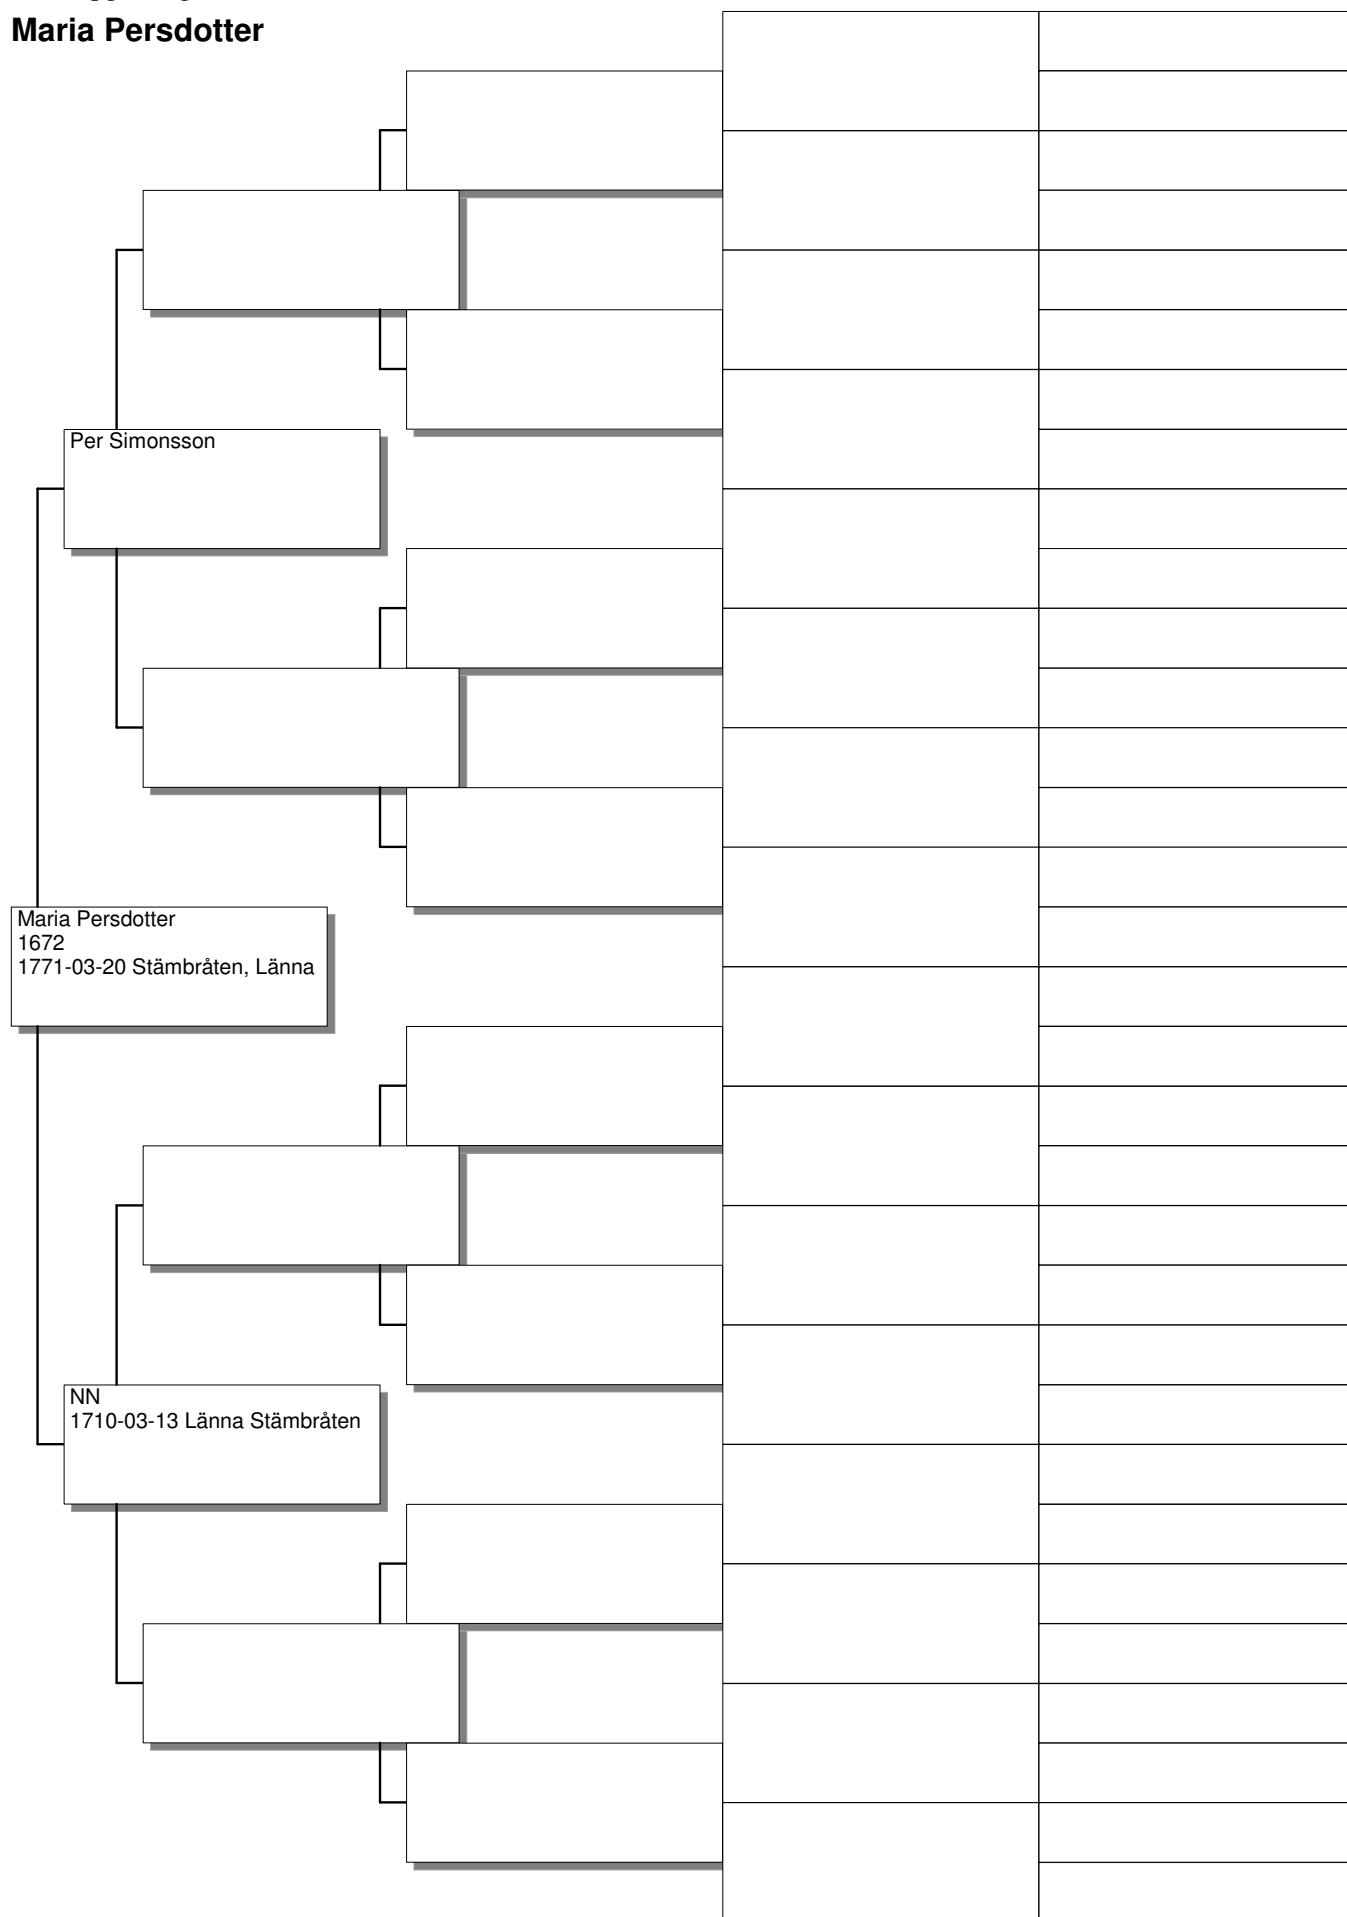 Maria Persdotter
Per Simonsson
Maria Persdotter
1672
1771-03-20 Stämbråten, Länna
NN
1710-03-13 Länna Stämbråten